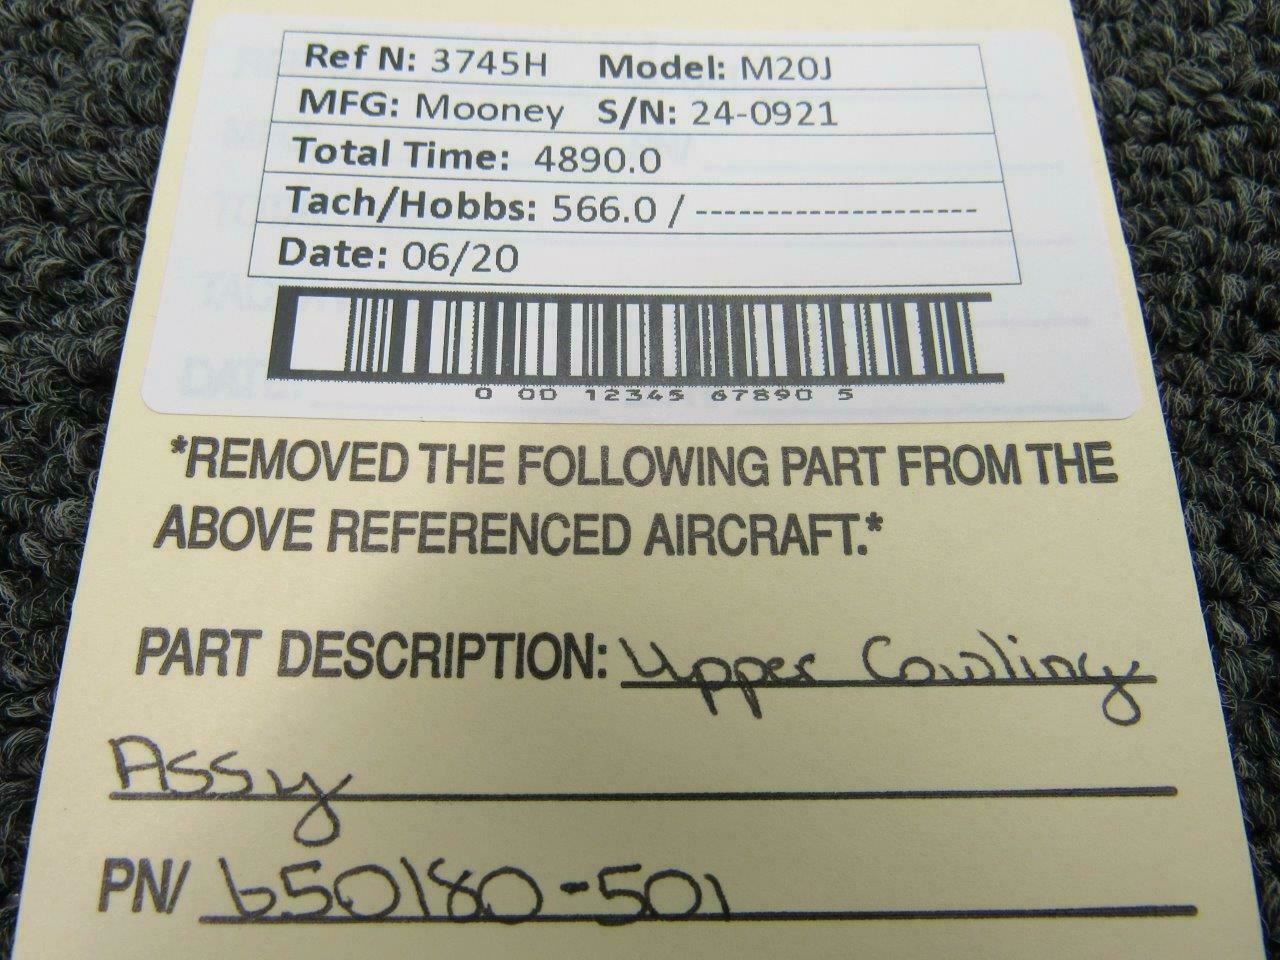 Ref N: 3745H Model: M20J
MFG: Mooney S/N: 24-0921
Total Time: 4890.0
Tach/Hobbs: 566.0 / --------------------
Date: 06/20
0 00 12345 67890 5
*REMOVED THE FOLLOWING PART FROM THE
ABOVE REFERENCED AIRCRAFT.*
PART DESCRIPTION: Upper Cowling
Assy
PN/ 650180-501